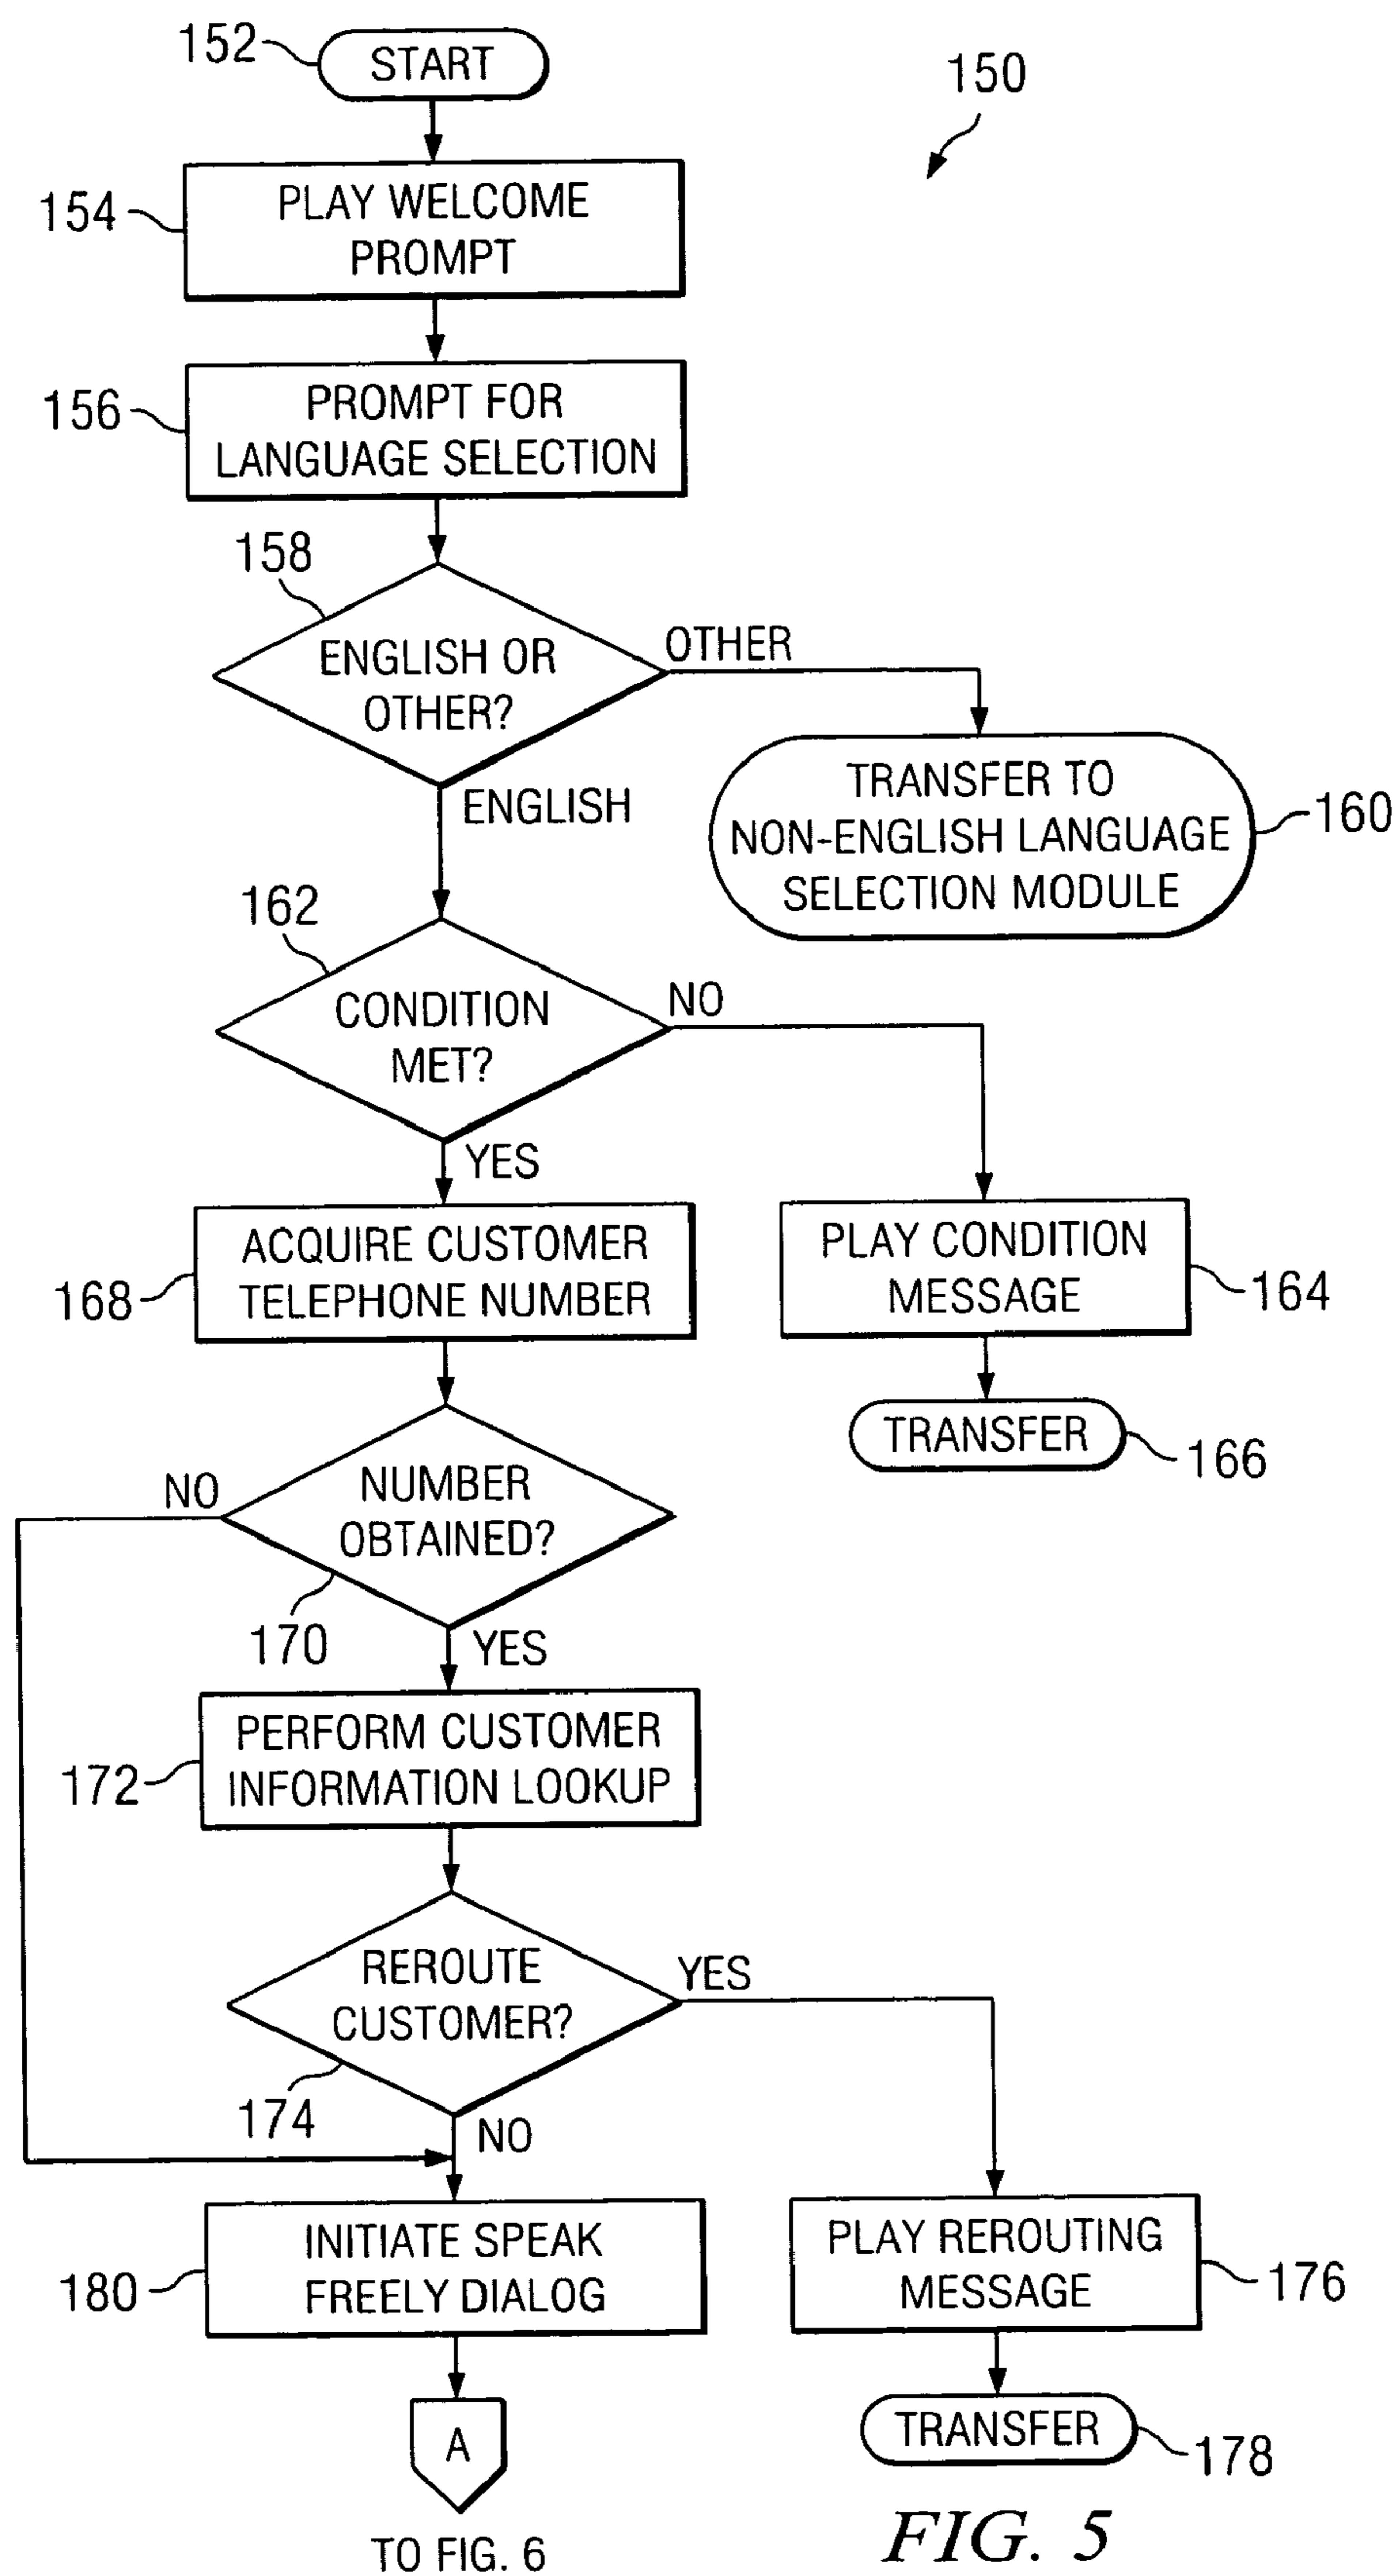 152
START
150
154
PLAY WELCOME
PROMPT
156
PROMPT FOR
LANGUAGE SELECTION
158
ENGLISH OR
OTHER?
OTHER
ENGLISH
TRANSFER TO
NON-ENGLISH LANGUAGE
SELECTION MODULE
160
162
CONDITION
MET?
NO
YES
168
ACQUIRE CUSTOMER
TELEPHONE NUMBER
PLAY CONDITION
MESSAGE
164
TRANSFER
166
NO
NUMBER
OBTAINED?
170
YES
172
PERFORM CUSTOMER
INFORMATION LOOKUP
REROUTE
CUSTOMER?
YES
174
NO
180
INITIATE SPEAK
FREELY DIALOG
PLAY REROUTING
MESSAGE
176
TRANSFER
178
A
TO FIG. 6
FIG. 5